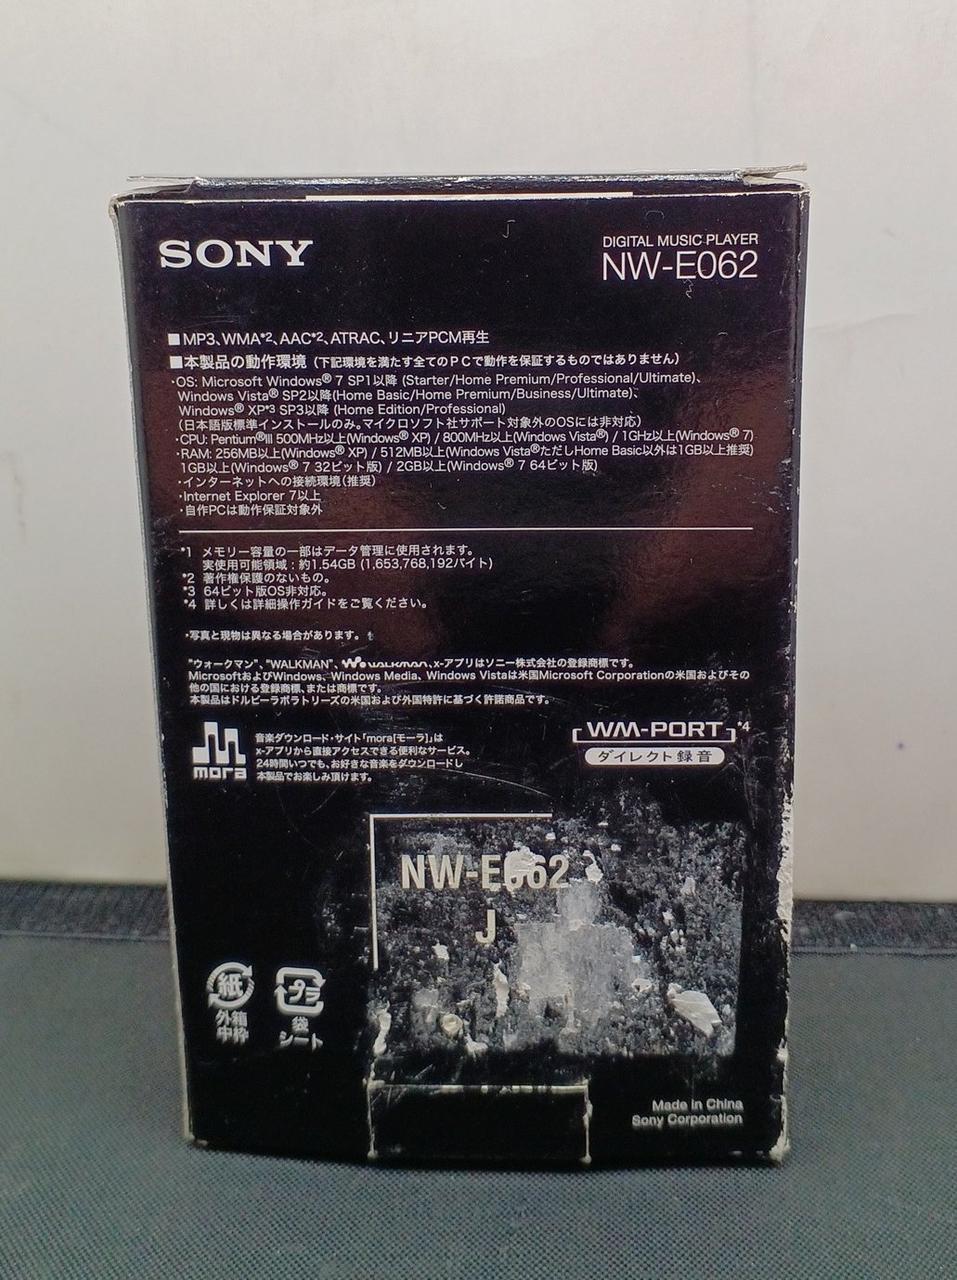 SONY
DIGITAL MUSIC PLAYER
NW-E062
■MP3、WMA*2、AAC*2、ATRAC、リニアPCM再生
■本製品の動作環境（下記環境を満たす全てのPCで動作を保証するものではありません）
・OS: Microsoft Windows® 7 SP1以降 (Starter/Home Premium/Professional/Ultimate)、
Windows Vista® SP2以降(Home Basic/Home Premium/Business/Ultimate)、
Windows® XP*3 SP3以降 (Home Edition/Professional)
（日本語版標準インストールのみ。マイクロソフト社サポート対象外のOSには非対応）
・CPU: Pentium®III 500MHz以上(Windows® XP) / 800MHz以上(Windows Vista®) / 1GHz以上(Windows® 7)
・RAM: 256MB以上(Windows® XP) / 512MB以上(Windows Vista®ただしHome Basic以外は1GB以上推奨)
1GB以上(Windows® 7 32ビット版) / 2GB以上(Windows® 7 64ビット版)
・インターネットへの接続環境（推奨）
・Internet Explorer 7以上
・自作PCは動作保証対象外
*1 メモリー容量の一部はデータ管理に使用されます。
実使用可能領域：約1.54GB (1,653,768,192バイト)
*2 著作権保護のないもの。
*3 64ビット版OS非対応。
*4 詳しくは詳細操作ガイドをご覧ください。
・写真と現物は異なる場合があります。
"ウォークマン"、"WALKMAN"、WALKMAN、x-アプリはソニー株式会社の登録商標です。
MicrosoftおよびWindows、Windows Media、Windows Vistaは米国Microsoft Corporationの米国およびその
他の国における登録商標、または商標です。
本製品はドルビーラボラトリーズの米国および外国特許に基づく許諾商品です。
mora
音楽ダウンロード・サイト「mora[モーラ]」は
x-アプリから直接アクセスできる便利なサービス。
24時間いつでも、お好きな音楽をダウンロードし
本製品でお楽しみ頂けます。
WM-PORT *4
ダイレクト録音
NW-E062
J
紙
外箱
中枠
プラ
袋
シート
Made in China
Sony Corporation